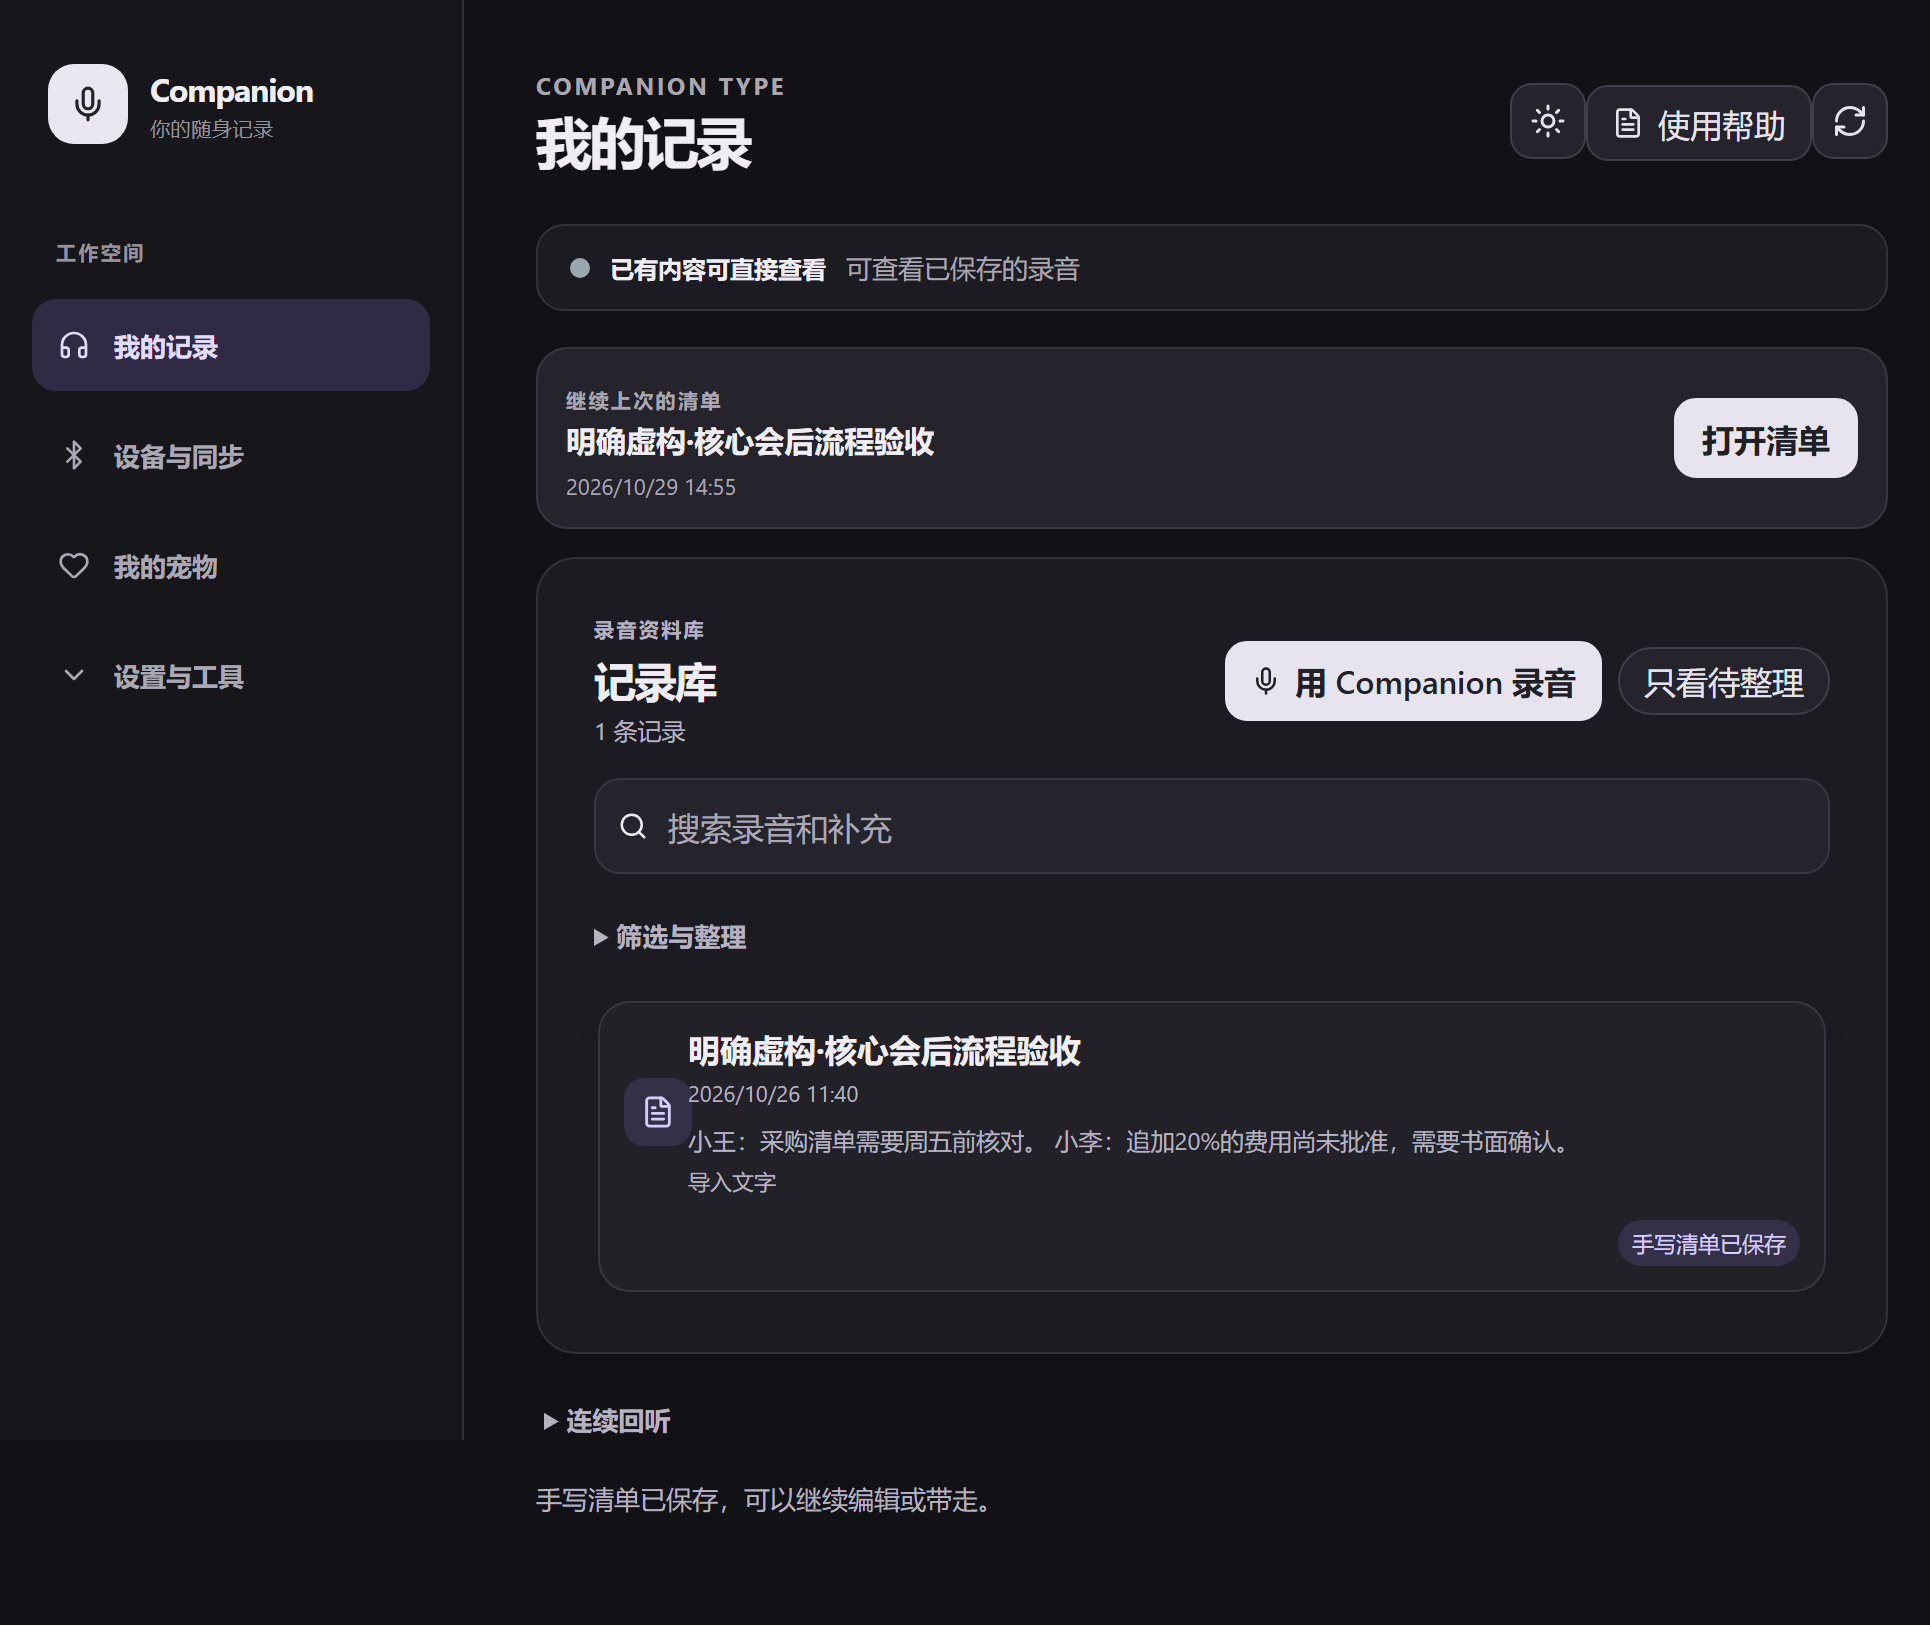 Companion
你的随身记录
工作空间
我的记录
设备与同步
我的宠物
设置与工具
COMPANION TYPE
我的记录
使用帮助
已有内容可直接查看 可查看已保存的录音
继续上次的清单
明确虚构·核心会后流程验收
2026/10/29 14:55
打开清单
录音资料库
记录库
1 条记录
用 Companion 录音
只看待整理
搜索录音和补充
筛选与整理
明确虚构·核心会后流程验收
2026/10/26 11:40
小王：采购清单需要周五前核对。 小李：追加20%的费用尚未批准，需要书面确认。
导入文字
手写清单已保存
连续回听
手写清单已保存，可以继续编辑或带走。